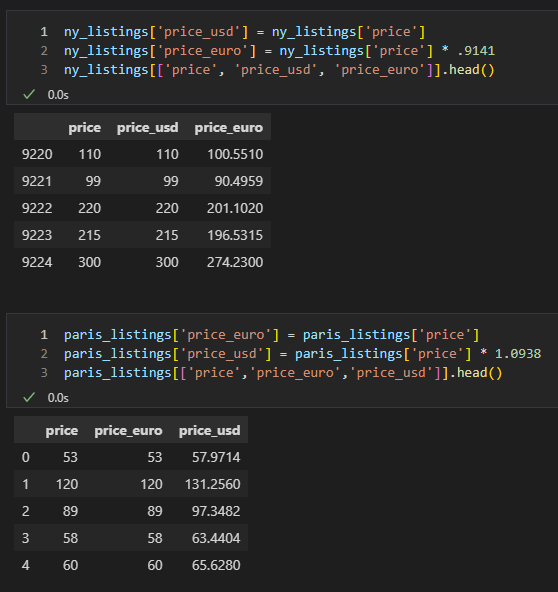 1 ny_listings['price_usd'] = ny_listings['price']
2 ny_listings['price_euro'] = ny_listings['price'] * .9141
3 ny_listings[['price', 'price_usd', 'price_euro']].head()
0.0s
price price_usd price_euro
9220 110 110 100.5510
9221 99 99 90.4959
9222 220 220 201.1020
9223 215 215 196.5315
9224 300 300 274.2300
1 paris_listings['price_euro'] = paris_listings['price']
2 paris_listings['price_usd'] = paris_listings['price'] * 1.0938
3 paris_listings[['price','price_euro','price_usd']].head()
0.0s
price price_euro price_usd
0 53 53 57.9714
1 120 120 131.2560
2 89 89 97.3482
3 58 58 63.4404
4 60 60 65.6280